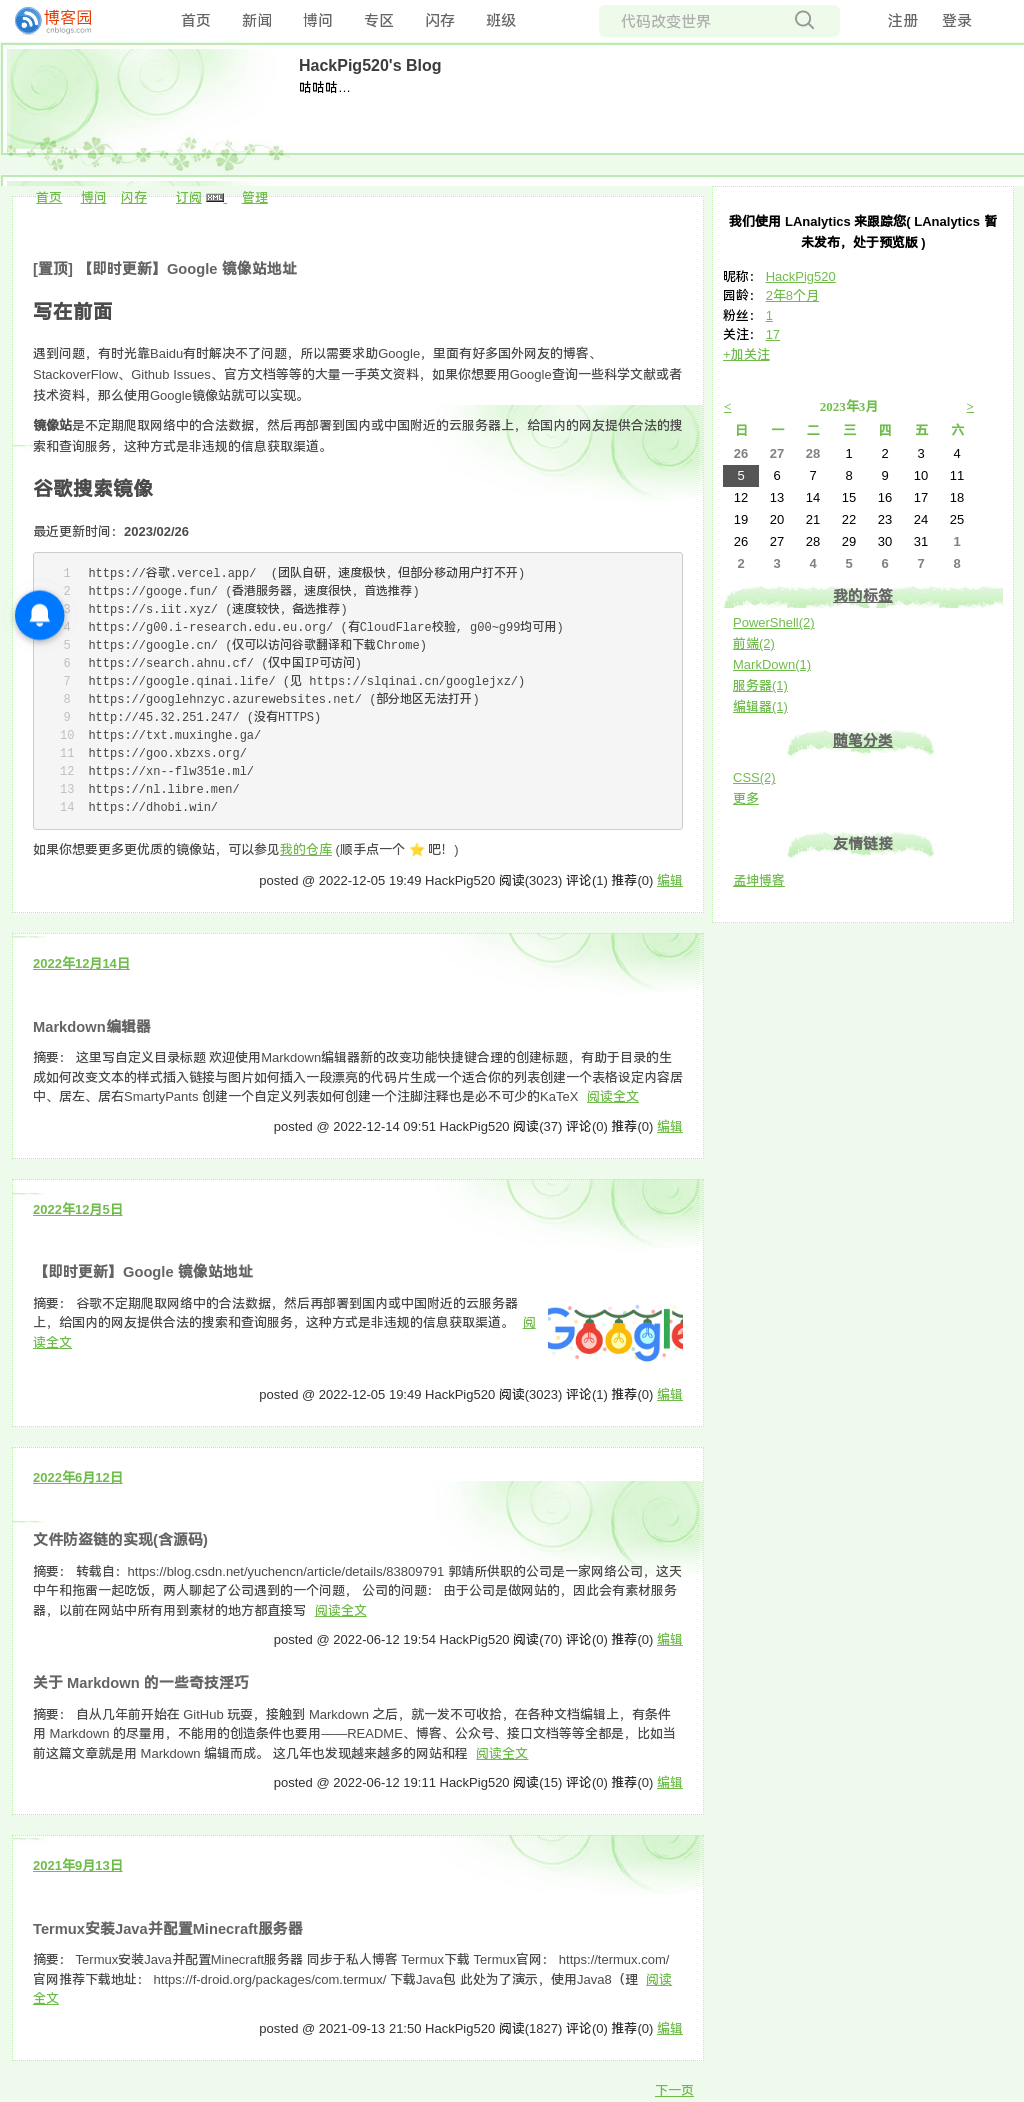 博客园
cnblogs.com
首页 新闻 博问 专区 闪存 班级 代码改变世界 注册 登录
HackPig520's Blog
咕咕咕...
首页 博问 闪存 订阅 XML 管理
[置顶] 【即时更新】Google 镜像站地址
写在前面
遇到问题，有时光靠Baidu有时解决不了问题，所以需要求助Google，里面有好多国外网友的博客、
StackoverFlow、Github Issues、官方文档等等的大量一手英文资料，如果你想要用Google查询一些科学文献或者
技术资料，那么使用Google镜像站就可以实现。
镜像站是不定期爬取网络中的合法数据，然后再部署到国内或中国附近的云服务器上，给国内的网友提供合法的搜
索和查询服务，这种方式是非违规的信息获取渠道。
谷歌搜索镜像
最近更新时间：2023/02/26
1 https://谷歌.vercel.app/ (团队自研，速度极快，但部分移动用户打不开)
2 https://googe.fun/ (香港服务器，速度很快，首选推荐)
3 https://s.iit.xyz/ (速度较快，备选推荐)
4 https://g00.i-research.edu.eu.org/ (有CloudFlare校验, g00~g99均可用)
5 https://google.cn/ (仅可以访问谷歌翻译和下载Chrome)
6 https://search.ahnu.cf/ (仅中国IP可访问)
7 https://google.qinai.life/ (见 https://slqinai.cn/googlejxz/)
8 https://googlehnzyc.azurewebsites.net/ (部分地区无法打开)
9 http://45.32.251.247/ (没有HTTPS)
10 https://txt.muxinghe.ga/
11 https://goo.xbzxs.org/
12 https://xn--flw351e.ml/
13 https://nl.libre.men/
14 https://dhobi.win/
如果你想要更多更优质的镜像站，可以参见我的仓库 (顺手点一个 ⭐ 吧！)
posted @ 2022-12-05 19:49 HackPig520 阅读(3023) 评论(1) 推荐(0) 编辑
2022年12月14日
Markdown编辑器
摘要： 这里写自定义目录标题 欢迎使用Markdown编辑器新的改变功能快捷键合理的创建标题，有助于目录的生
成如何改变文本的样式插入链接与图片如何插入一段漂亮的代码片生成一个适合你的列表创建一个表格设定内容居
中、居左、居右SmartyPants 创建一个自定义列表如何创建一个注脚注释也是必不可少的KaTeX 阅读全文
posted @ 2022-12-14 09:51 HackPig520 阅读(37) 评论(0) 推荐(0) 编辑
2022年12月5日
【即时更新】Google 镜像站地址
摘要： 谷歌不定期爬取网络中的合法数据，然后再部署到国内或中国附近的云服务器
上，给国内的网友提供合法的搜索和查询服务，这种方式是非违规的信息获取渠道。 阅
读全文
Google
posted @ 2022-12-05 19:49 HackPig520 阅读(3023) 评论(1) 推荐(0) 编辑
2022年6月12日
文件防盗链的实现(含源码)
摘要： 转载自：https://blog.csdn.net/yuchencn/article/details/83809791 郭靖所供职的公司是一家网络公司，这天
中午和拖雷一起吃饭，两人聊起了公司遇到的一个问题， 公司的问题： 由于公司是做网站的，因此会有素材服务
器，以前在网站中所有用到素材的地方都直接写 阅读全文
posted @ 2022-06-12 19:54 HackPig520 阅读(70) 评论(0) 推荐(0) 编辑
关于 Markdown 的一些奇技淫巧
摘要： 自从几年前开始在 GitHub 玩耍，接触到 Markdown 之后，就一发不可收拾，在各种文档编辑上，有条件
用 Markdown 的尽量用，不能用的创造条件也要用——README、博客、公众号、接口文档等等全都是，比如当
前这篇文章就是用 Markdown 编辑而成。 这几年也发现越来越多的网站和程 阅读全文
posted @ 2022-06-12 19:11 HackPig520 阅读(15) 评论(0) 推荐(0) 编辑
2021年9月13日
Termux安装Java并配置Minecraft服务器
摘要： Termux安装Java并配置Minecraft服务器 同步于私人博客 Termux下载 Termux官网： https://termux.com/
官网推荐下载地址： https://f-droid.org/packages/com.termux/ 下载Java包 此处为了演示，使用Java8（理 阅读
全文
posted @ 2021-09-13 21:50 HackPig520 阅读(1827) 评论(0) 推荐(0) 编辑
下一页
我们使用 LAnalytics 来跟踪您( LAnalytics 暂
未发布，处于预览版 )
昵称： HackPig520
园龄： 2年8个月
粉丝： 1
关注： 17
+加关注
< 2023年3月 >
日 一 二 三 四 五 六
26 27 28 1 2 3 4
5 6 7 8 9 10 11
12 13 14 15 16 17 18
19 20 21 22 23 24 25
26 27 28 29 30 31 1
2 3 4 5 6 7 8
我的标签
PowerShell(2)
前端(2)
MarkDown(1)
服务器(1)
编辑器(1)
随笔分类
CSS(2)
更多
友情链接
孟坤博客